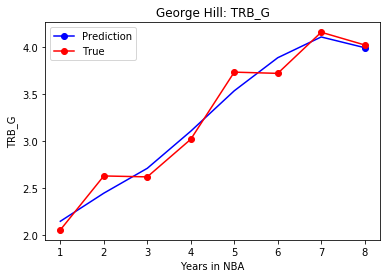 George Hill: TRB_G
Prediction
True
TRB_G
4.0
3.5
3.0
2.5
2.0
1 2 3 4 5 6 7 8
Years in NBA